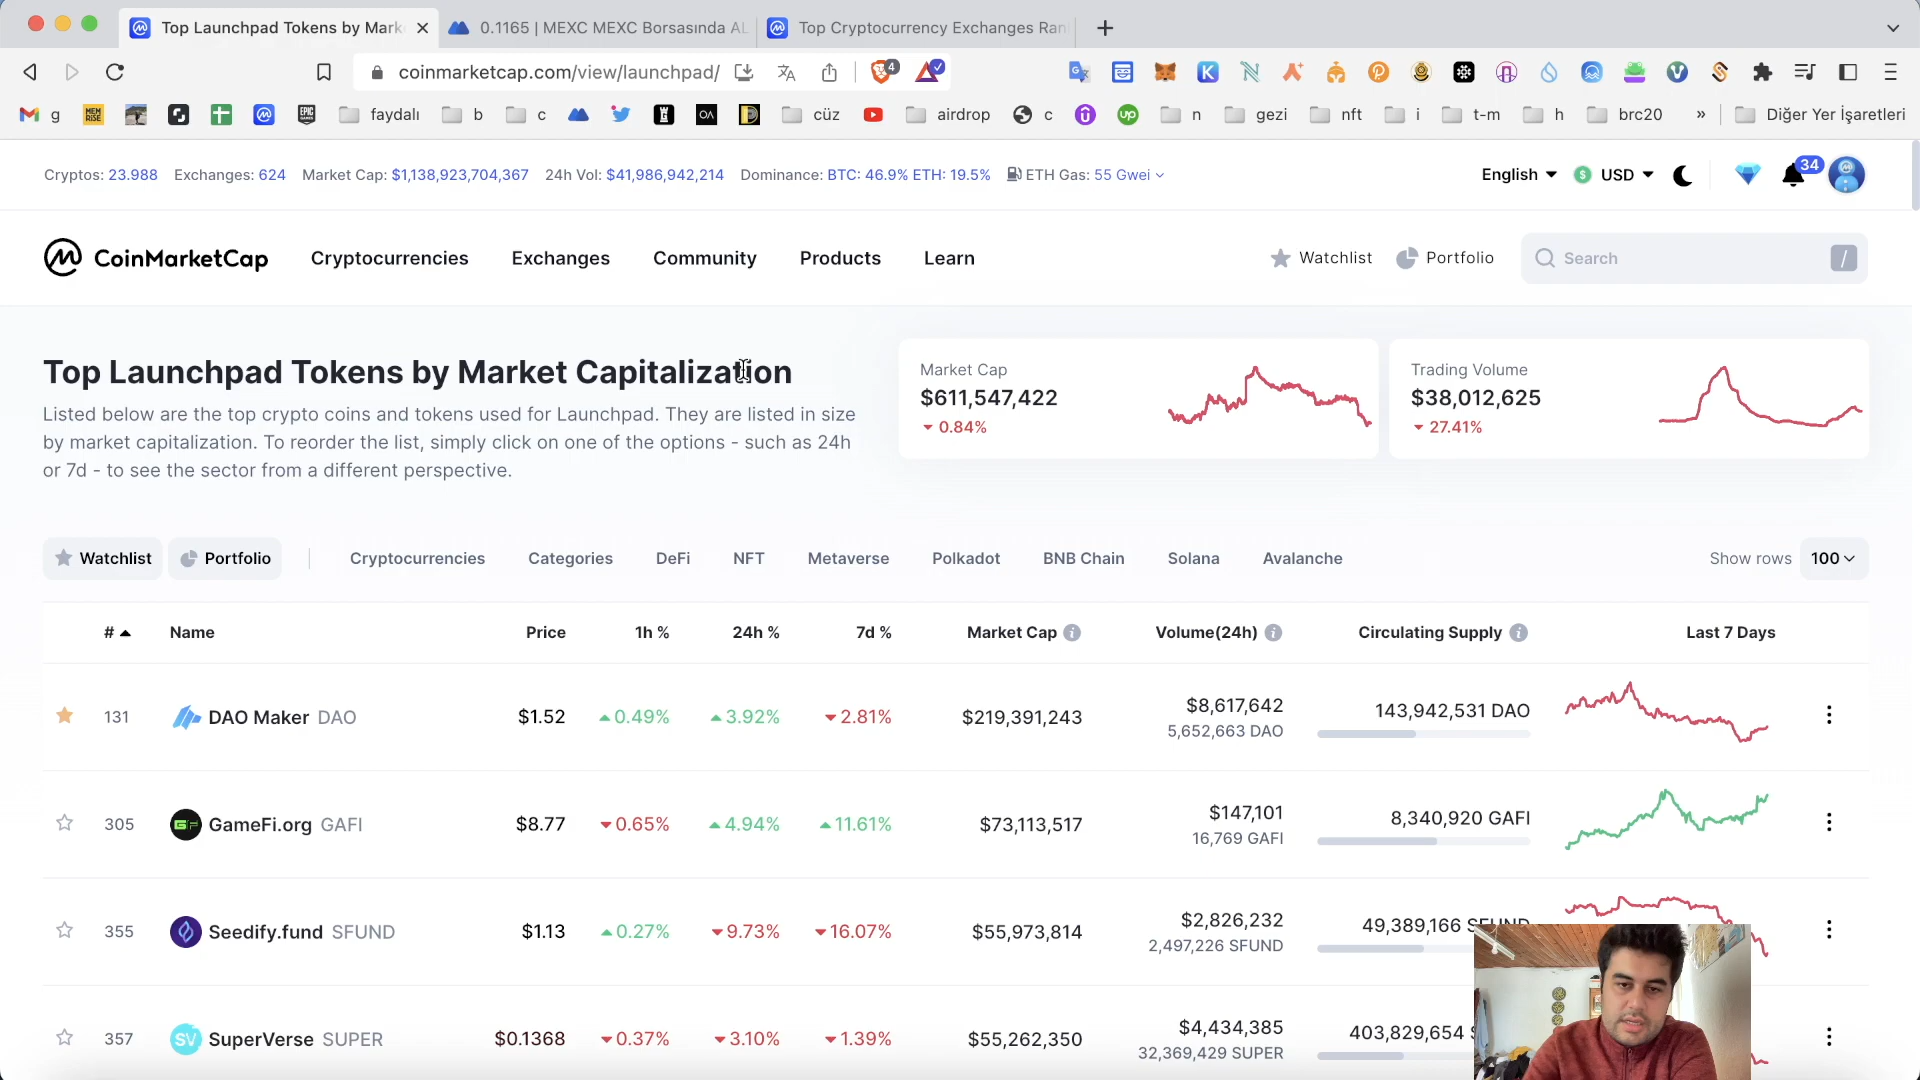 Top Launchpad Tokens by Mark
0.1165 | MEXC MEXC Borsasında AL
Top Cryptocurrency Exchanges Ran
coinmarketcap.com/view/launchpad/
4
g
MEM RISE
EPIC GAMES
faydalı
b
c
OA
cüz
airdrop
c
up
n
gezi
nft
i
t-m
h
brc20
»
Diğer Yer İşaretleri
Cryptos: 23.988 Exchanges: 624 Market Cap: $1,138,923,704,367 24h Vol: $41,986,942,214 Dominance: BTC: 46.9% ETH: 19.5% ETH Gas: 55 Gwei
English
USD
34
CoinMarketCap
Cryptocurrencies Exchanges Community Products Learn
Watchlist Portfolio Search /
Top Launchpad Tokens by Market Capitalization
Listed below are the top crypto coins and tokens used for Launchpad. They are listed in size
by market capitalization. To reorder the list, simply click on one of the options - such as 24h
or 7d - to see the sector from a different perspective.
Market Cap
$611,547,422
0.84%
Trading Volume
$38,012,625
27.41%
Watchlist Portfolio Cryptocurrencies Categories DeFi NFT Metaverse Polkadot BNB Chain Solana Avalanche Show rows 100
# Name Price 1h % 24h % 7d % Market Cap Volume(24h) Circulating Supply Last 7 Days
131 DAO Maker DAO $1.52 0.49% 3.92% 2.81% $219,391,243 $8,617,642 143,942,531 DAO
5,652,663 DAO
305 GameFi.org GAFI $8.77 0.65% 4.94% 11.61% $73,113,517 $147,101 8,340,920 GAFI
16,769 GAFI
355 Seedify.fund SFUND $1.13 0.27% 9.73% 16.07% $55,973,814 $2,826,232 49,389,166 SFUND
2,497,226 SFUND
357 SuperVerse SUPER $0.1368 0.37% 3.10% 1.39% $55,262,350 $4,434,385 403,829,654
32,369,429 SUPER